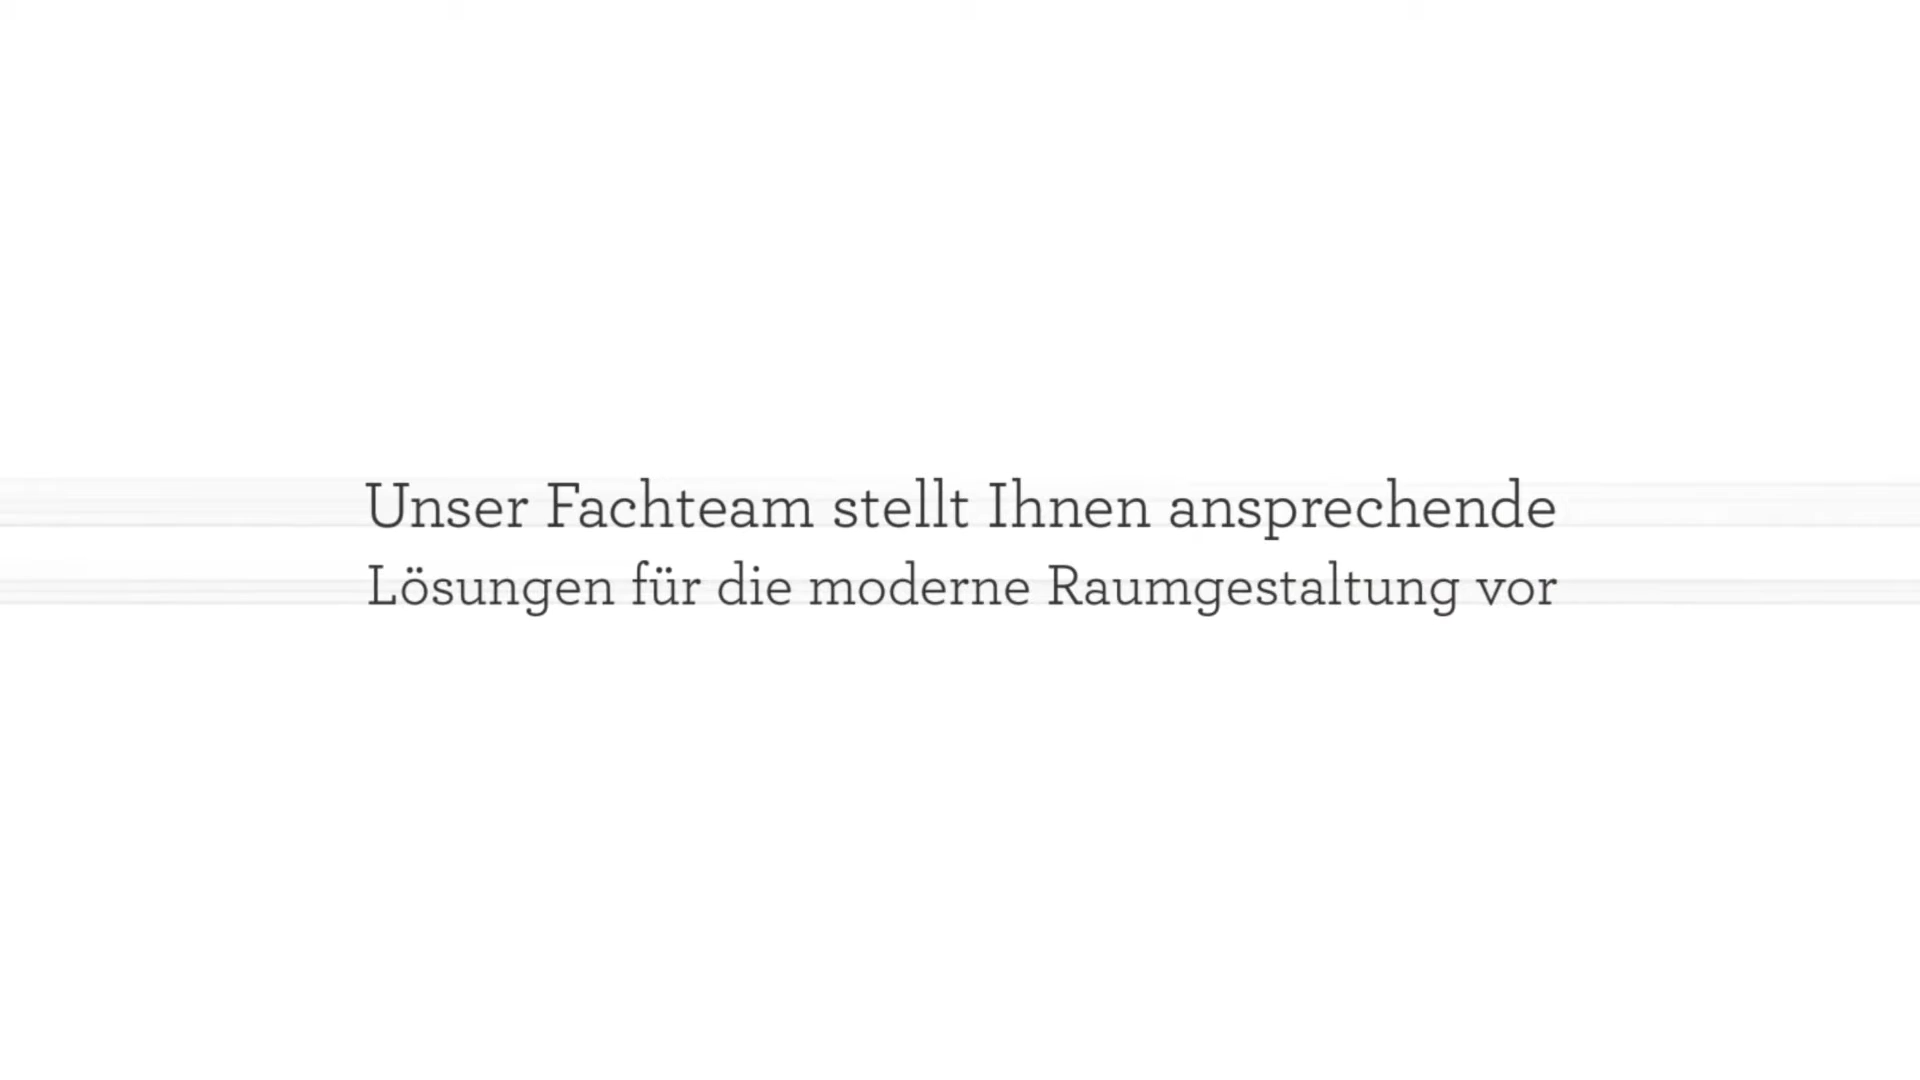 Unser Fachteam stellt Ihnen ansprechende
Lösungen für die moderne Raumgestaltung vor